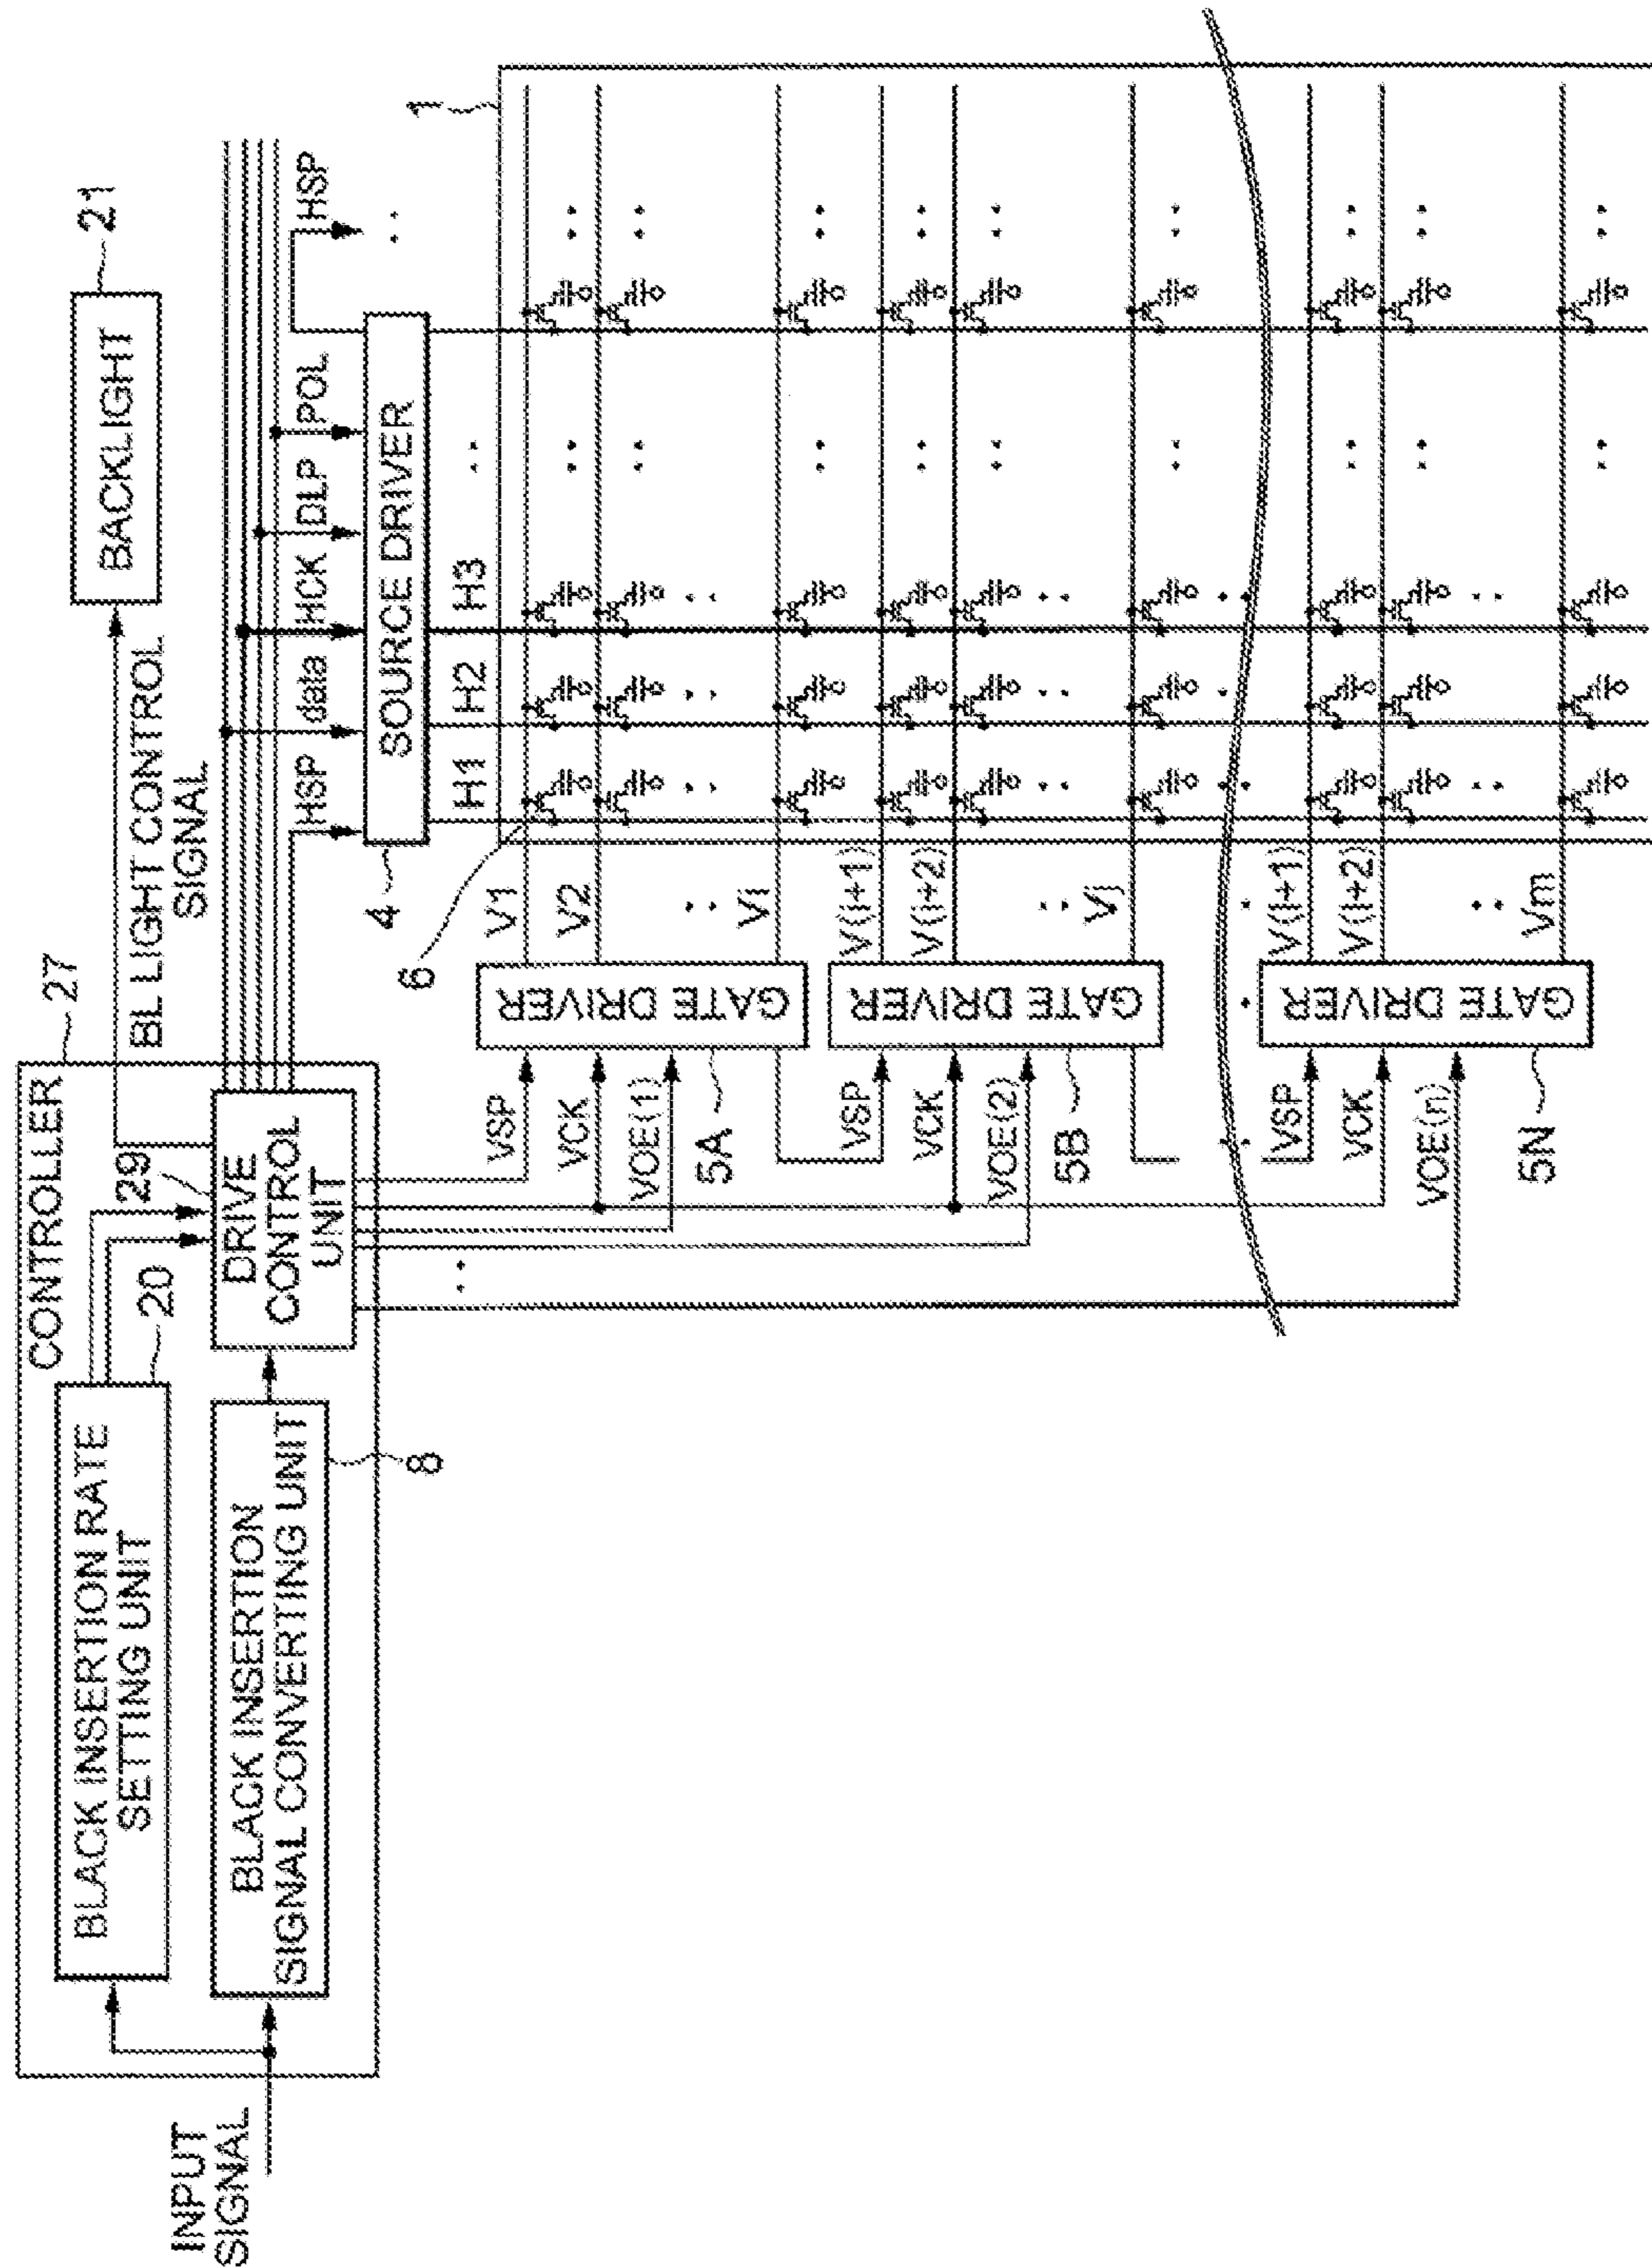 CONTROLLER
27
BLACK INSERTION RATE
SETTING UNIT
20
29
BLACK INSERTION
SIGNAL CONVERTING UNIT
8
DRIVE
CONTROL
UNIT
INPUT
SIGNAL
BL LIGHT CONTROL
SIGNAL
BACKLIGHT
21
HSP
data
HCK
DLP
POL
HSP
SOURCE DRIVER
4
H1
H2
H3
1
6
VSP
VCK
VOE(1)
GATE DRIVER
5A
V1
V2
Vi
VSP
VCK
VOE(2)
GATE DRIVER
5B
V(i+1)
V(i+2)
Vj
VSP
VCK
VOE(n)
GATE DRIVER
5N
Vm